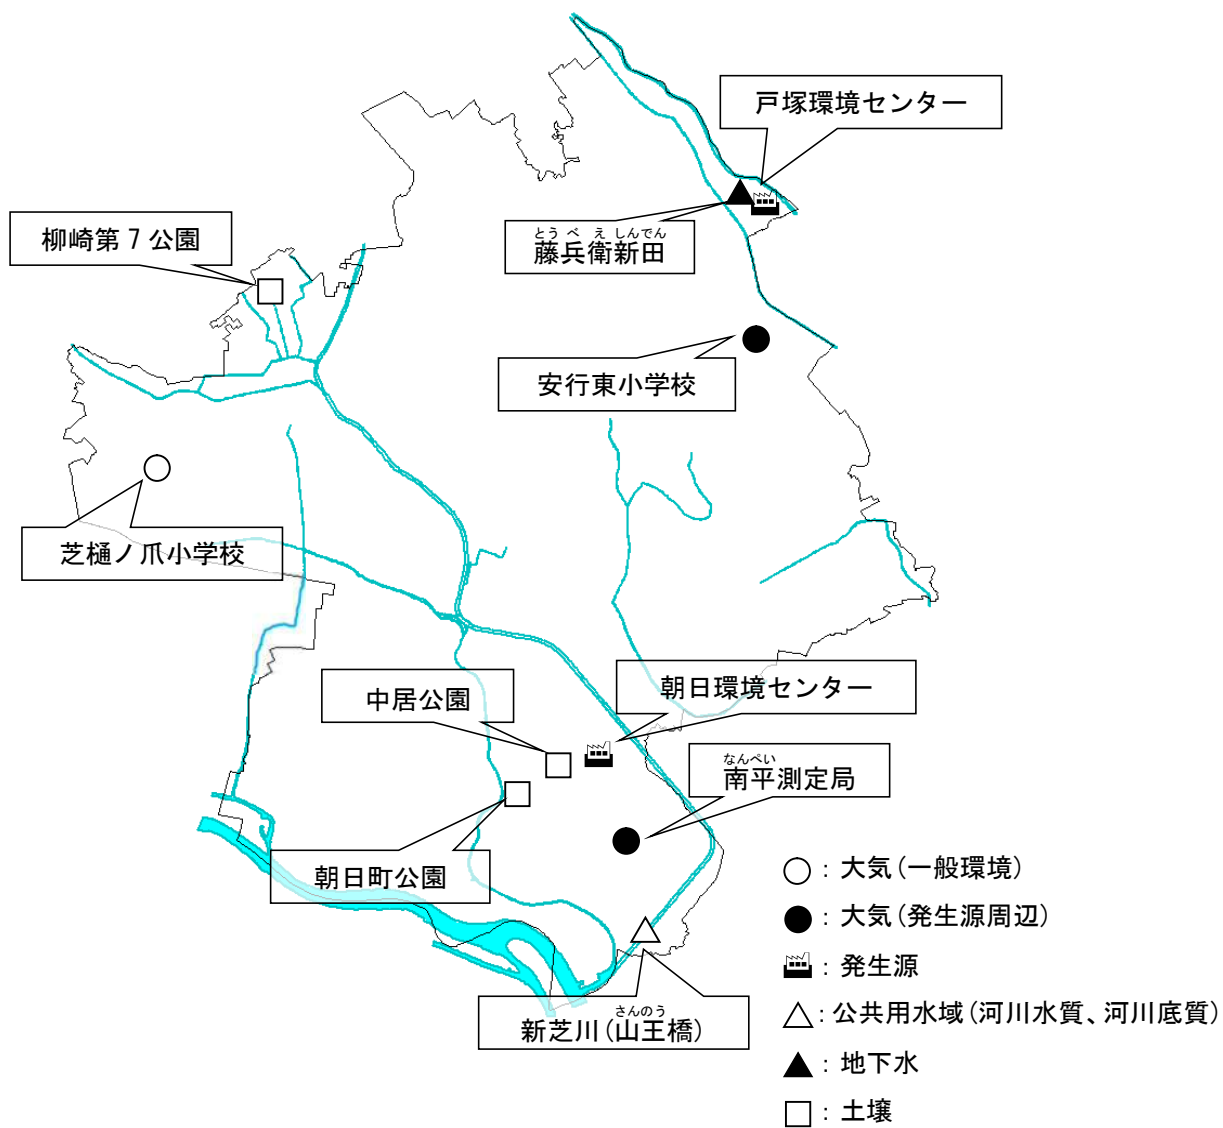 戸塚環境センター
柳崎第7公園
とうべえしんでん
藤兵衛新田
安行東小学校
芝樋ノ爪小学校
朝日環境センター
中居公園
なんぺい
南平測定局
朝日町公園
さんのう
新芝川(山王橋)
：大気(一般環境)
：大気(発生源周辺)
：発生源
：公共用水域(河川水質、河川底質)
：地下水
：土壌